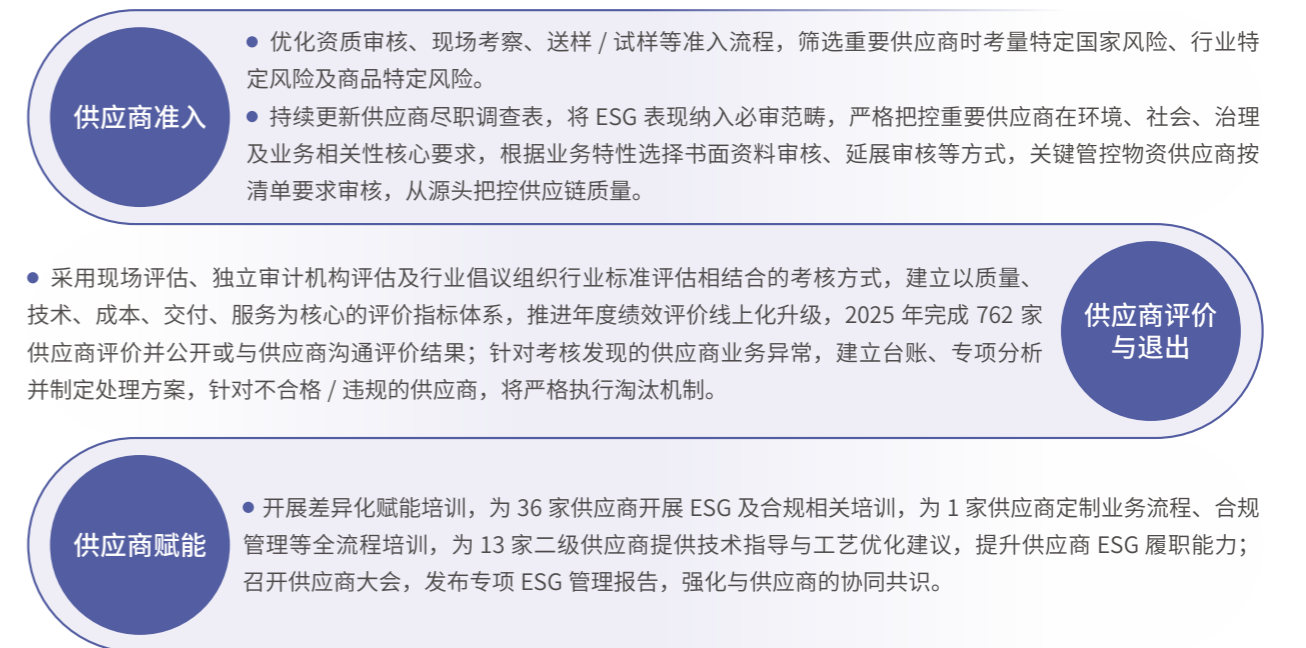 供应商准入
● 优化资质审核、现场考察、送样 / 试样等准入流程，筛选重要供应商时考量特定国家风险、行业特
定风险及商品特定风险。
● 持续更新供应商尽职调查表，将 ESG 表现纳入必审范畴，严格把控重要供应商在环境、社会、治理
及业务相关性核心要求，根据业务特性选择书面资料审核、延展审核等方式，关键管控物资供应商按
清单要求审核，从源头把控供应链质量。
● 采用现场评估、独立审计机构评估及行业倡议组织行业标准评估相结合的考核方式，建立以质量、
技术、成本、交付、服务为核心的评价指标体系，推进年度绩效评价线上化升级，2025 年完成 762 家
供应商评价并公开或与供应商沟通评价结果；针对考核发现的供应商业务异常，建立台账、专项分析
并制定处理方案，针对不合格 / 违规的供应商，将严格执行淘汰机制。
供应商评价
与退出
供应商赋能
● 开展差异化赋能培训，为 36 家供应商开展 ESG 及合规相关培训，为 1 家供应商定制业务流程、合规
管理等全流程培训，为 13 家二级供应商提供技术指导与工艺优化建议，提升供应商 ESG 履职能力；
召开供应商大会，发布专项 ESG 管理报告，强化与供应商的协同共识。